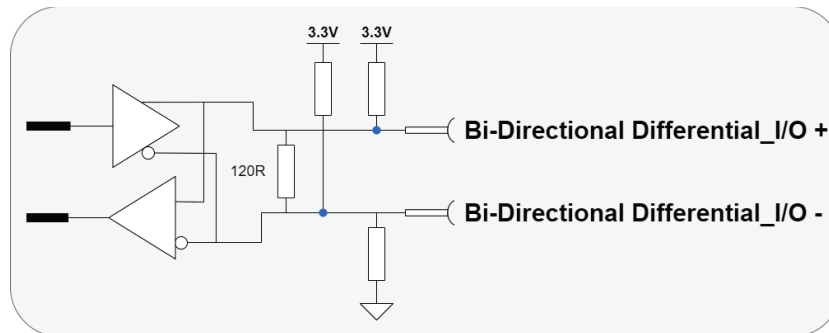 3.3V 3.3V
Bi-Directional Differential_I/O +
120R
Bi-Directional Differential_I/O -